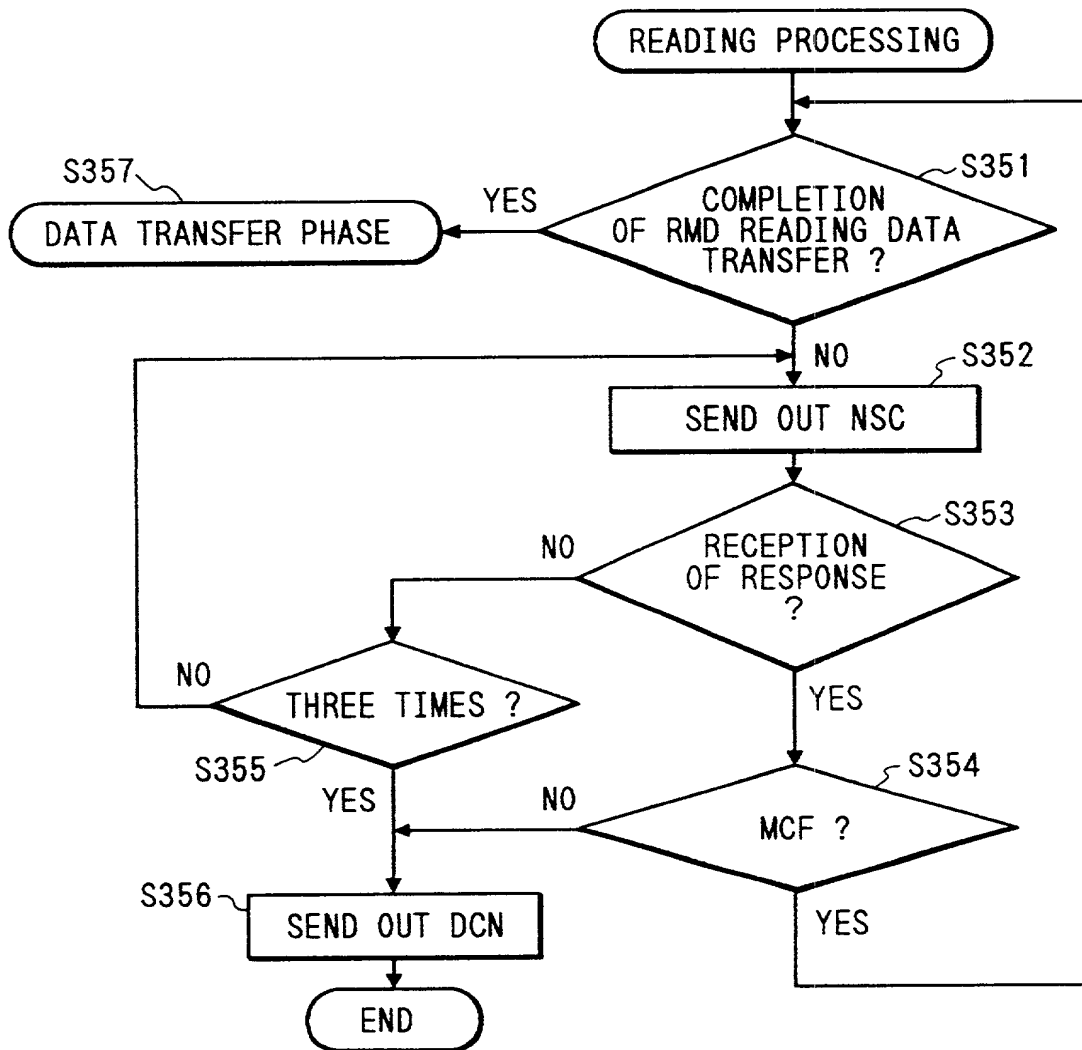 READING PROCESSING
S351
S357
YES
COMPLETION
OF RMD READING DATA
TRANSFER ?
DATA TRANSFER PHASE
NO
S352
SEND OUT NSC
S353
NO
RECEPTION
OF RESPONSE
?
NO
YES
THREE TIMES ?
S355
S354
YES
NO
MCF ?
S356
YES
SEND OUT DCN
END